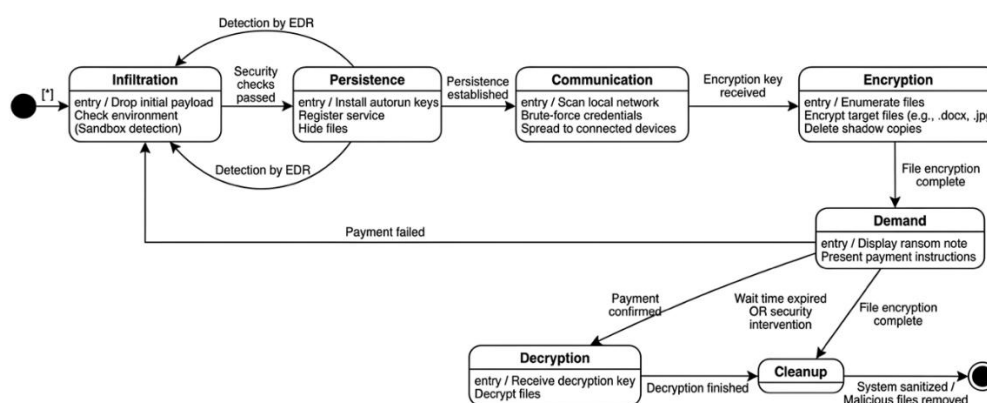 Detection by EDR
[*]
Infiltration
entry / Drop initial payload
Check environment
(Sandbox detection)
Security
checks
passed
Persistence
entry / Install autorun keys
Register service
Hide files
Persistence
established
Communication
entry / Scan local network
Brute-force credentials
Spread to connected devices
Encryption key
received
Encryption
entry / Enumerate files
Encrypt target files (e.g., .docx, .jpg
Delete shadow copies
Detection by EDR
File encryption
complete
Payment failed
Demand
entry / Display ransom note
Present payment instructions
Payment
confirmed
Wait time expired
OR security
intervention
File encryption
complete
Decryption
entry / Receive decryption key
Decrypt files
Decryption finished
Cleanup
System sanitized /
Malicious files removed